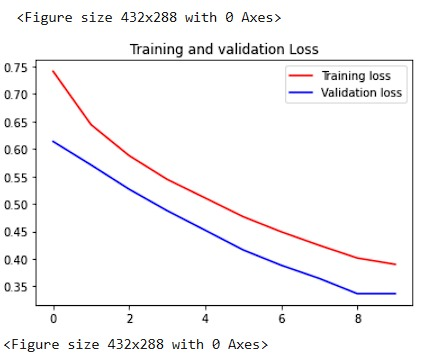 <Figure size 432x288 with 0 Axes>
Training and validation Loss
Training loss
Validation loss
0.75
0.70
0.65
0.60
0.55
0.50
0.45
0.40
0.35
0 2 4 6 8
<Figure size 432x288 with 0 Axes>